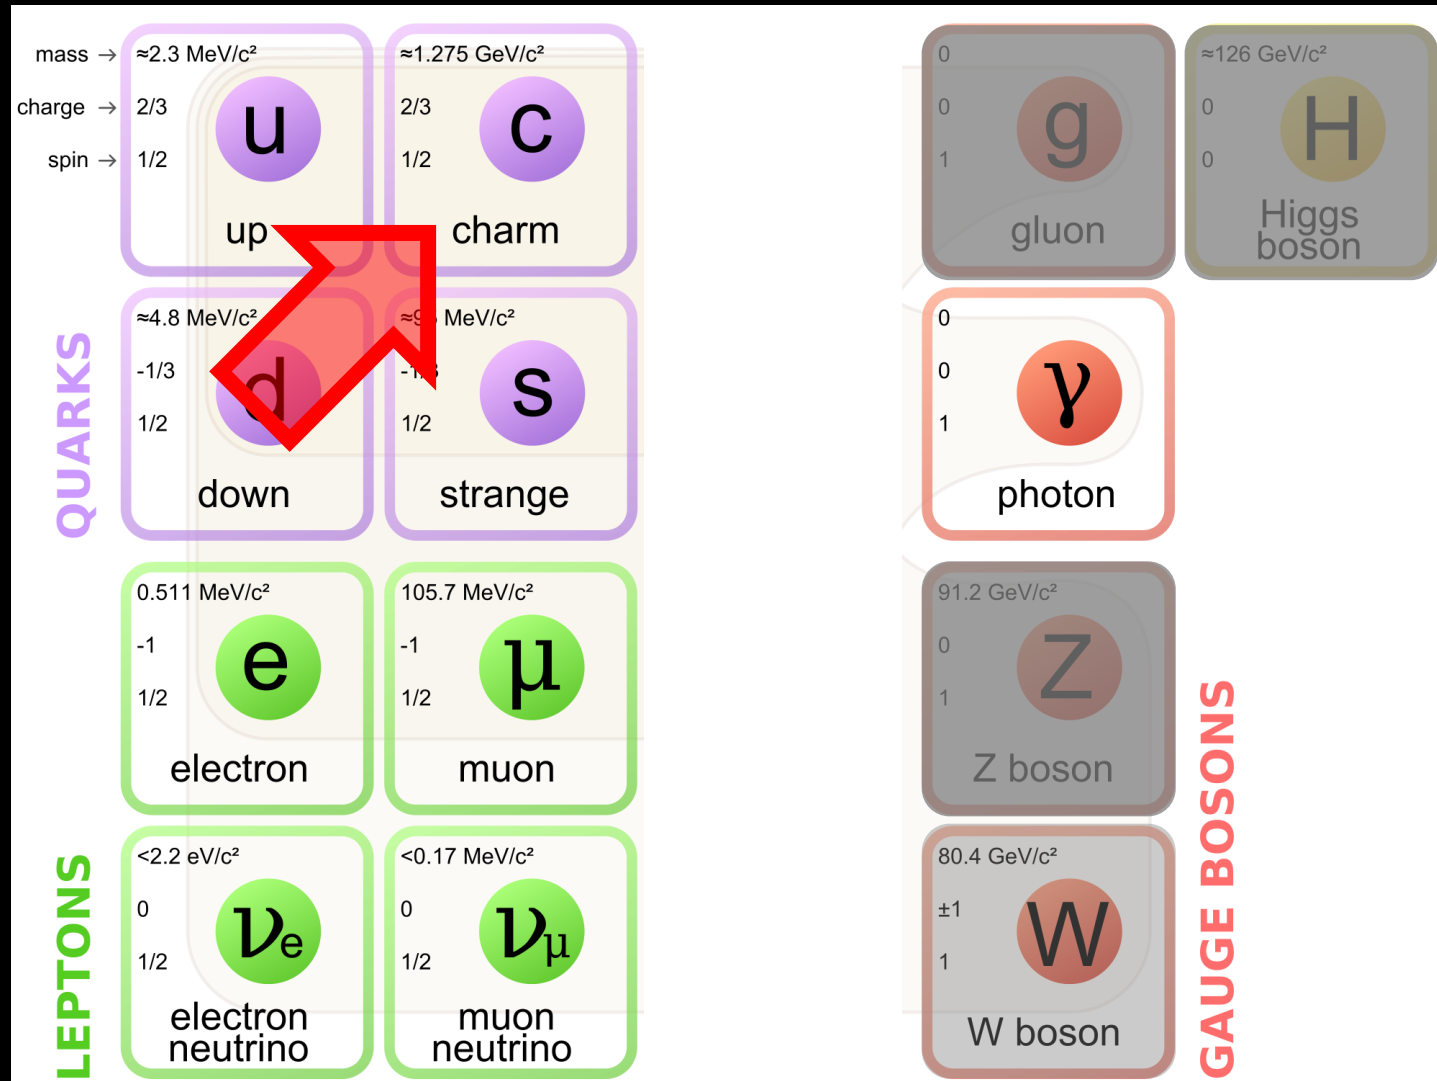 mass → ≈2.3 MeV/c²
charge → 2/3
spin → 1/2
u
up
≈1.275 GeV/c²
2/3
1/2
c
charm
0
0
1
g
gluon
≈126 GeV/c²
0
0
H
Higgs
boson
QUARKS
≈4.8 MeV/c²
-1/3
1/2
d
down
MeV/c²
1/2
s
strange
0
0
1
γ
photon
0.511 MeV/c²
-1
1/2
e
electron
105.7 MeV/c²
-1
1/2
μ
muon
91.2 GeV/c²
0
1
Z
Z boson
LEPTONS
<2.2 eV/c²
0
1/2
νe
electron
neutrino
<0.17 MeV/c²
0
1/2
νμ
muon
neutrino
80.4 GeV/c²
±1
1
W
W boson
GAUGE BOSONS